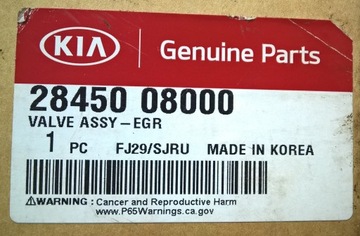 KIA Genuine Parts
28450 08000
VALVE ASSY-EGR
1 PC FJ29/SJRU MADE IN KOREA
⚠WARNING : Cancer and Reproductive Harm
www.P65Warnings.ca.gov